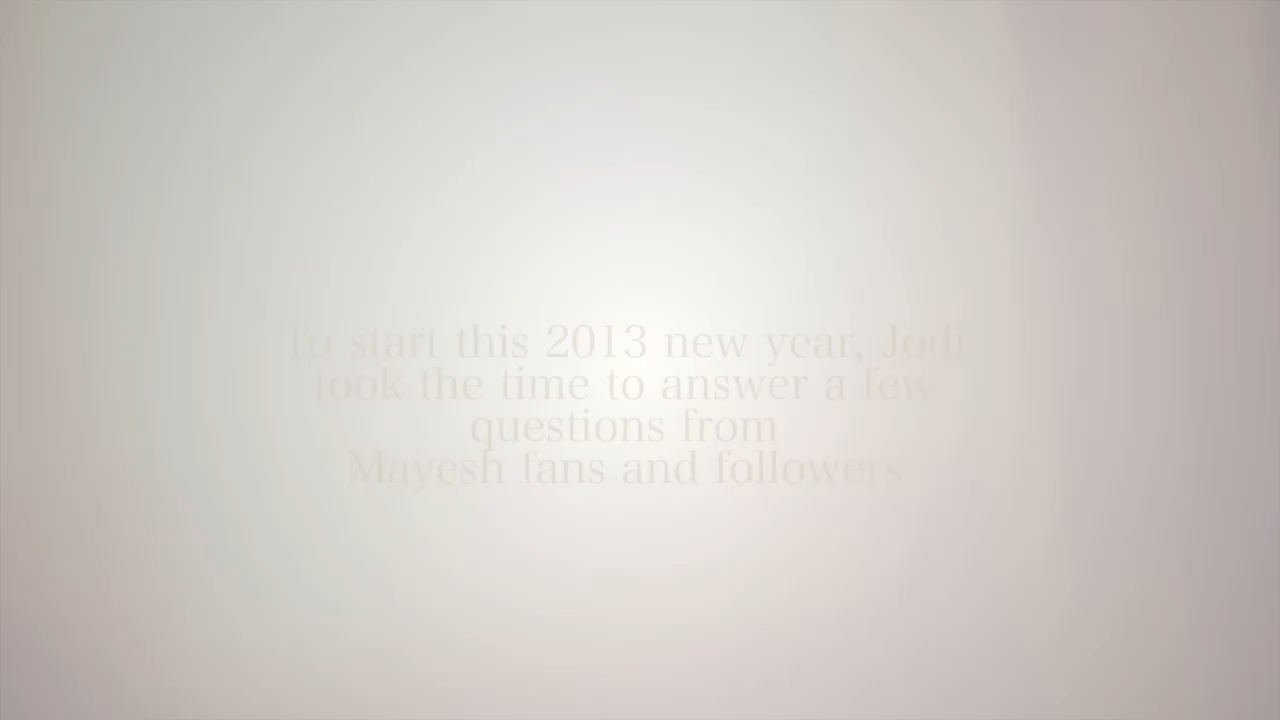 To start this 2013 new year, Jodi
took the time to answer a few
questions from
Mayesh fans and followers